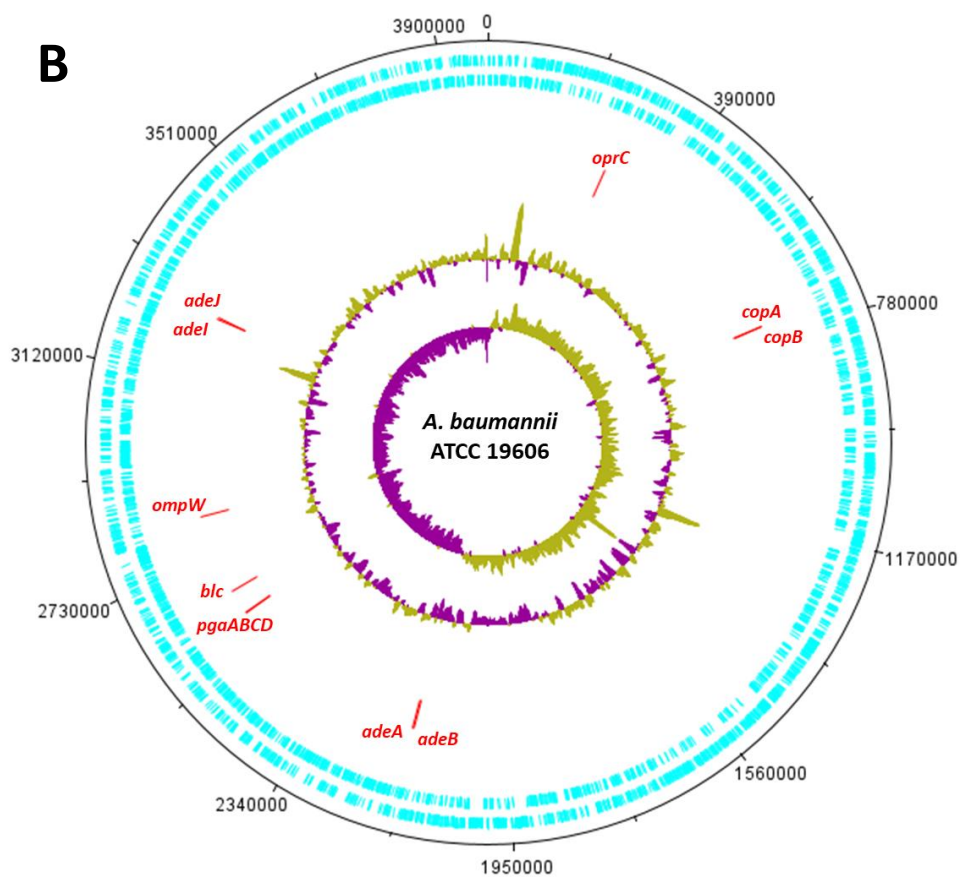 B
3900000
0
390000
3510000
oprC
780000
copA
copB
adeJ
adeI
3120000
A. baumannii
ATCC 19606
ompW
1170000
blc
2730000
pgaABCD
adeA
adeB
1560000
2340000
1950000